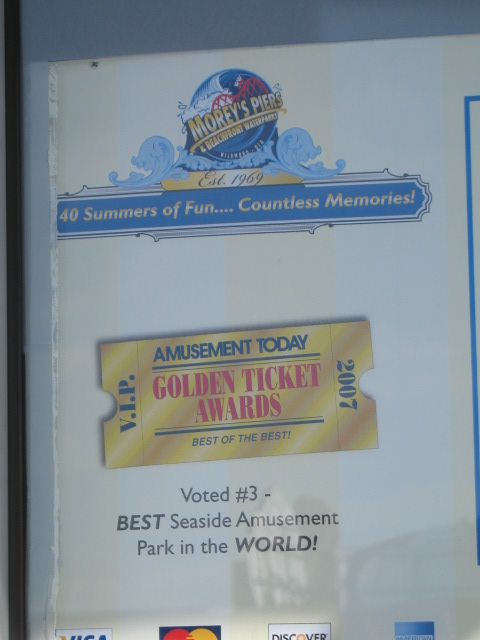 MOREY'S PIERS
& BEACHFRONT WATERPARKS
Est. 1969
40 Summers of Fun.... Countless Memories!
AMUSEMENT TODAY
V.I.P.
GOLDEN TICKET
AWARDS
2007
BEST OF THE BEST!
Voted #3 -
BEST Seaside Amusement
Park in the WORLD!
VISA
MasterCard
DISCOVER